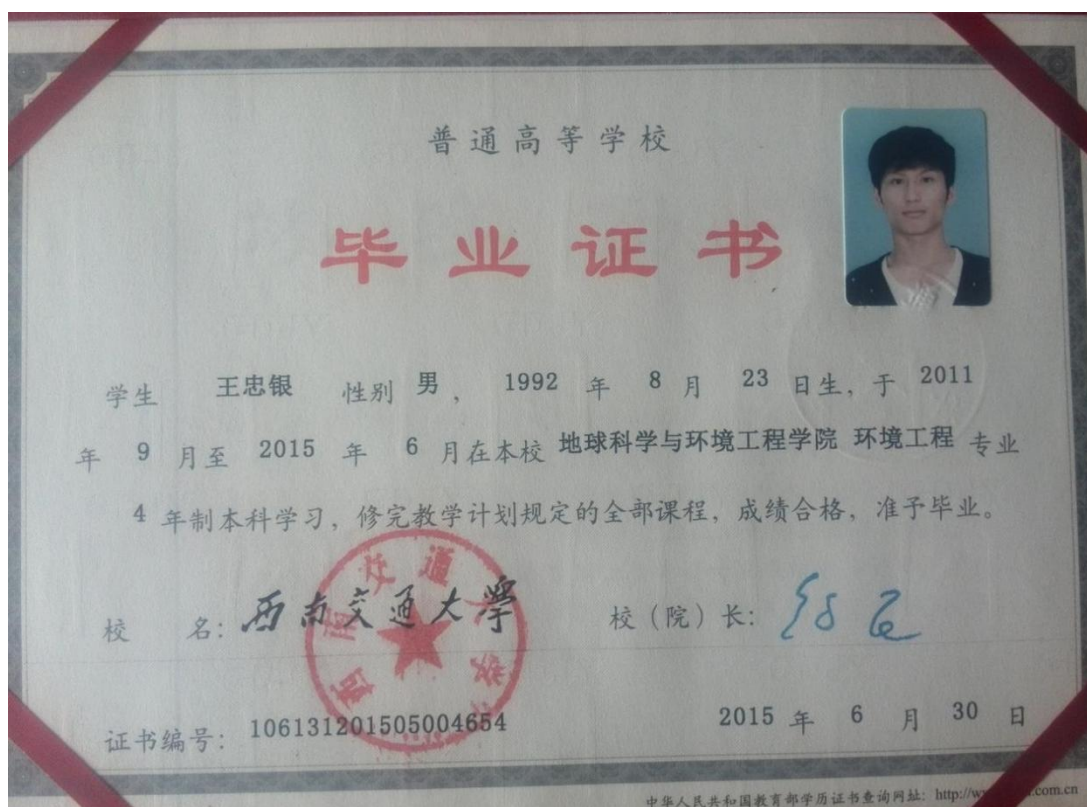 普通高等学校
毕业证书
学生 王忠银 性别 男， 1992 年 8 月 23 日生，于 2011
年 9 月至 2015 年 6 月在本校 地球科学与环境工程学院 环境工程 专业
4 年制本科学习，修完教学计划规定的全部课程，成绩合格，准予毕业。
校 名：西南交通大學 校（院）长：
西南交通大学
证书编号：106131201505004654 2015 年 6 月 30 日
中华人民共和国教育部学历证书查询网址：http://w .com.cn